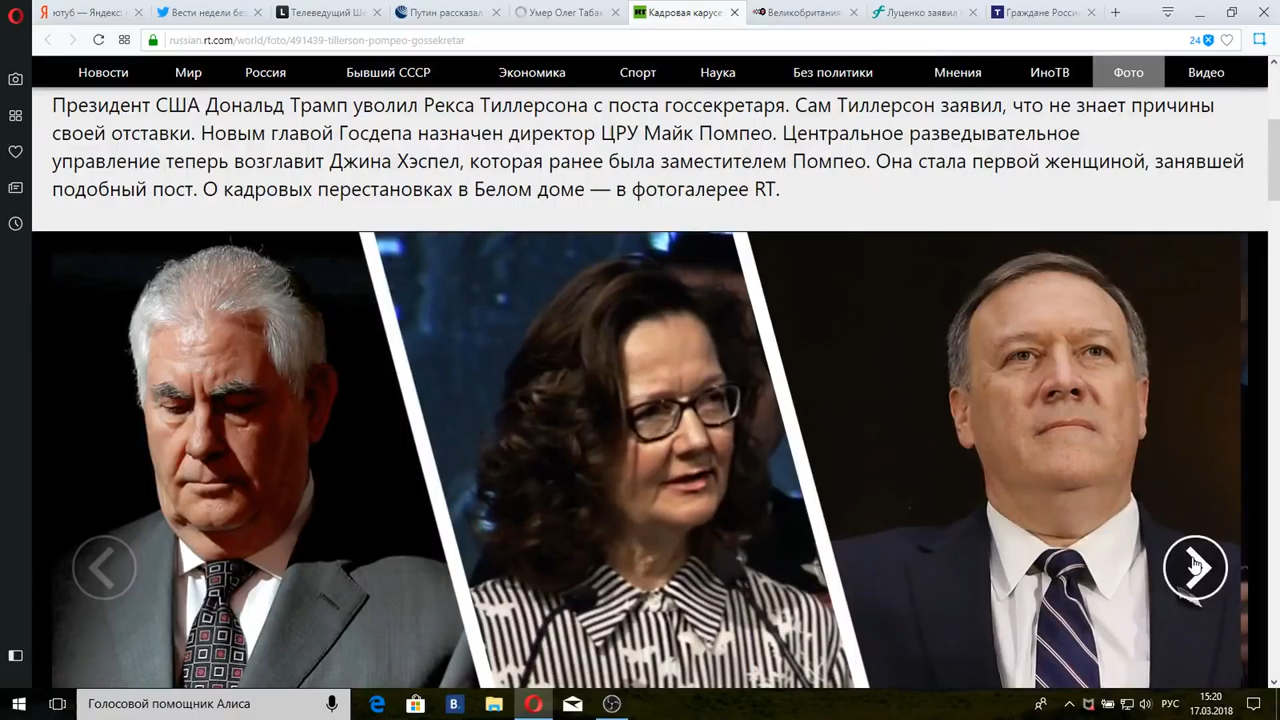 ютуб — Яндекс
Вести недели без
Телеведущий Ш
Путин рассказа
Умер Олег Таба
Кадровая карусе
Великобритания
Луценко заявил
Граждане Росси
russian.rt.com/world/foto/491439-tillerson-pompeo-gossekretar
24
Новости
Мир
Россия
Бывший СССР
Экономика
Спорт
Наука
Без политики
Мнения
ИноТВ
Фото
Видео
Президент США Дональд Трамп уволил Рекса Тиллерсона с поста госсекретаря. Сам Тиллерсон заявил, что не знает причины
своей отставки. Новым главой Госдепа назначен директор ЦРУ Майк Помпео. Центральное разведывательное
управление теперь возглавит Джина Хэспел, которая ранее была заместителем Помпео. Она стала первой женщиной, занявшей
подобный пост. О кадровых перестановках в Белом доме — в фотогалерее RT.
Голосовой помощник Алиса
РУС
15:20
17.03.2018